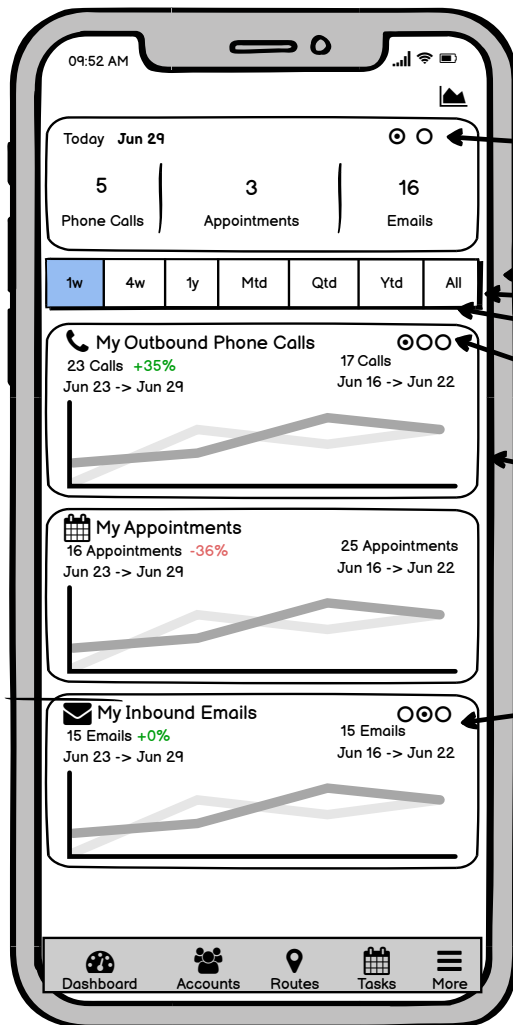 09:52 AM
Today Jun 29
5 3 16
Phone Calls Appointments Emails
1w 4w 1y Mtd Qtd Ytd All
My Outbound Phone Calls
23 Calls +35% 17 Calls
Jun 23 -> Jun 29 Jun 16 -> Jun 22
My Appointments
16 Appointments -36% 25 Appointments
Jun 23 -> Jun 29 Jun 16 -> Jun 22
My Inbound Emails
15 Emails +0% 15 Emails
Jun 23 -> Jun 29 Jun 16 -> Jun 22
Dashboard Accounts Routes Tasks More